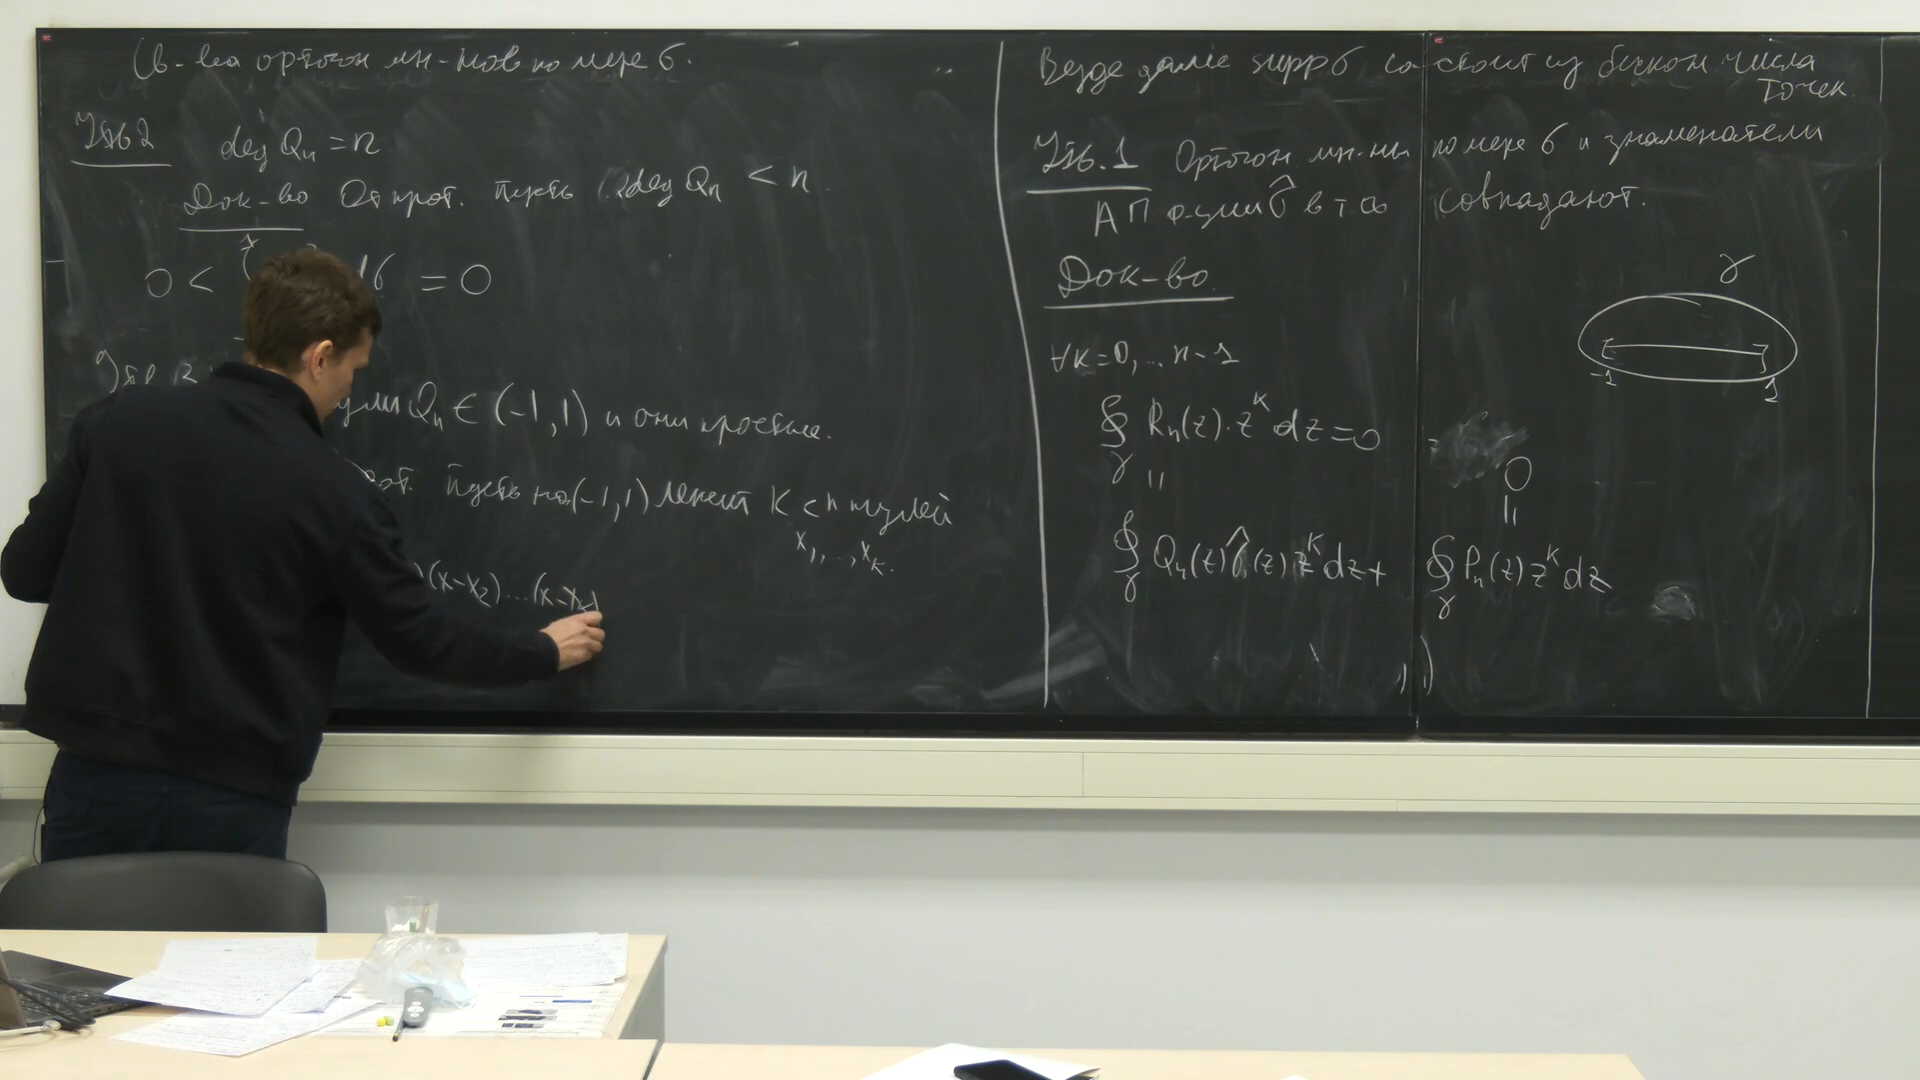 Св-ва ортогон мн-нов по мере σ.
Утв 2 deg Qn = n
Док-во От прот. пусть deg Qn < n.
0 < = 0
нули Qn ∈ (-1, 1) и они простые.
от. Пусть на (-1, 1) лежит k < n нулей
x1, ..., xk.
(x-x2)...(x-xk)
Везде далее supp σ состоит из бескон числа
точек
Утв. 1 Ортогон мн-ны по мере σ и знаменатели
АП ф-ции σ̂ в т. ∞ совпадают.
Док-во.
γ
-1 1
∀k=0,...n-1
∮γ Rn(z)·z^k dz = 0
|| 0
||
∮γ Qn(z) σ̂(z) z^k dz + ∮γ Pn(z) z^k dz